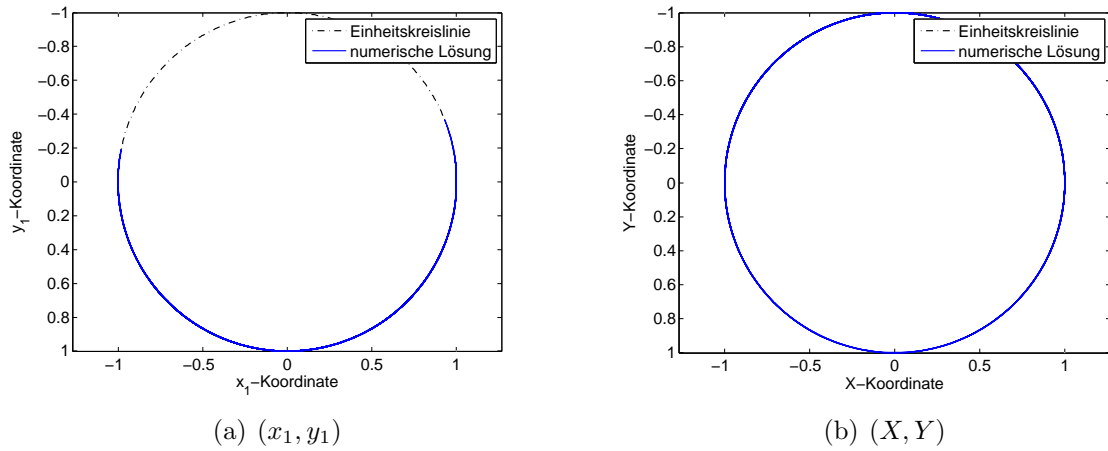 −1
−0.8
−0.6
−0.4
−0.2
0
0.2
0.4
0.6
0.8
1
y1−Koordinate
−1 −0.5 0 0.5 1
x1−Koordinate
Einheitskreislinie
numerische Lösung
(a) (x1, y1)
−1
−0.8
−0.6
−0.4
−0.2
0
0.2
0.4
0.6
0.8
1
Y−Koordinate
−1 −0.5 0 0.5 1
X−Koordinate
Einheitskreislinie
numerische Lösung
(b) (X, Y)